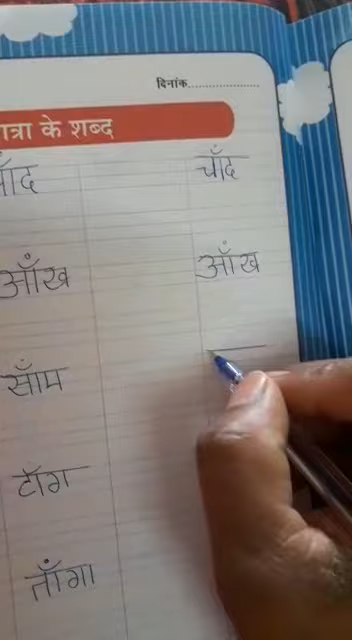 दिनांक....................
ात्रा के शब्द
ाँद चाँद
आँख आँख
साँम
टाँग
ताँगा